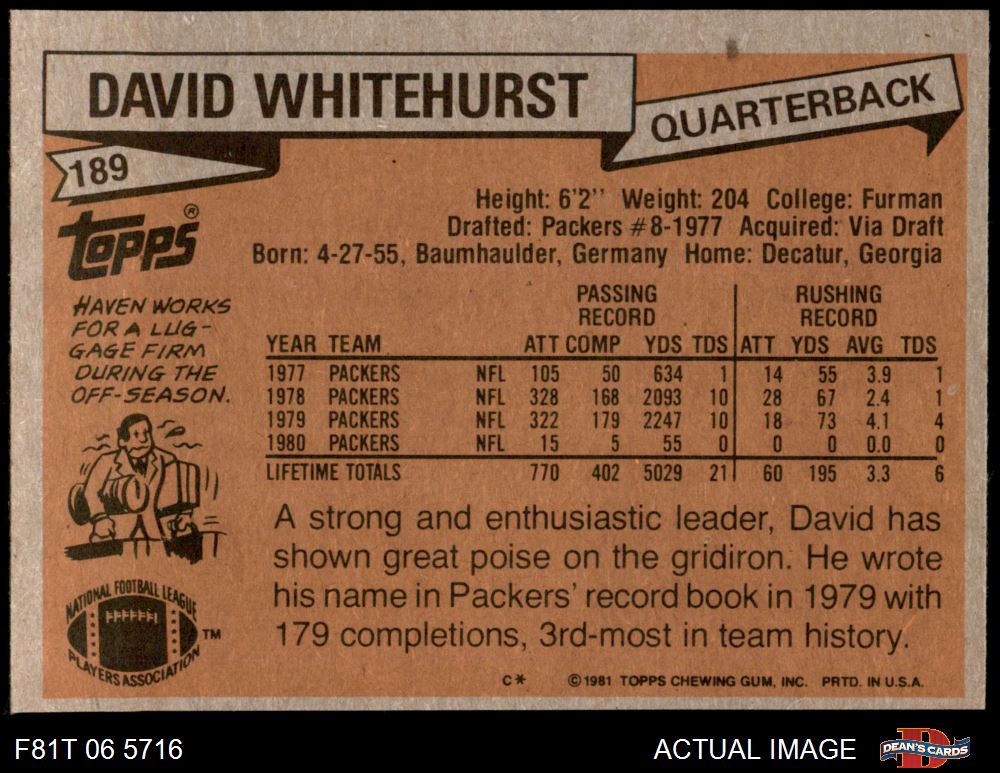 DAVID WHITEHURST
QUARTERBACK
189
Topps®
Height: 6'2'' Weight: 204 College: Furman
Drafted: Packers #8-1977 Acquired: Via Draft
Born: 4-27-55, Baumhaulder, Germany Home: Decatur, Georgia
HAVEN WORKS
FOR A LUG-
GAGE FIRM
DURING THE
OFF-SEASON.
PASSING RUSHING
RECORD RECORD
YEAR TEAM ATT COMP YDS TDS ATT YDS AVG TDS
1977 PACKERS NFL 105 50 634 1 14 55 3.9 1
1978 PACKERS NFL 328 168 2093 10 28 67 2.4 1
1979 PACKERS NFL 322 179 2247 10 18 73 4.1 4
1980 PACKERS NFL 15 5 55 0 0 0 0.0 0
LIFETIME TOTALS 770 402 5029 21 60 195 3.3 6
A strong and enthusiastic leader, David has
shown great poise on the gridiron. He wrote
his name in Packers' record book in 1979 with
179 completions, 3rd-most in team history.
NATIONAL FOOTBALL LEAGUE
PLAYERS ASSOCIATION
TM
C* ©1981 TOPPS CHEWING GUM, INC. PRTD. IN U.S.A.
F81T 06 5716
ACTUAL IMAGE
DEAN'S CARDS